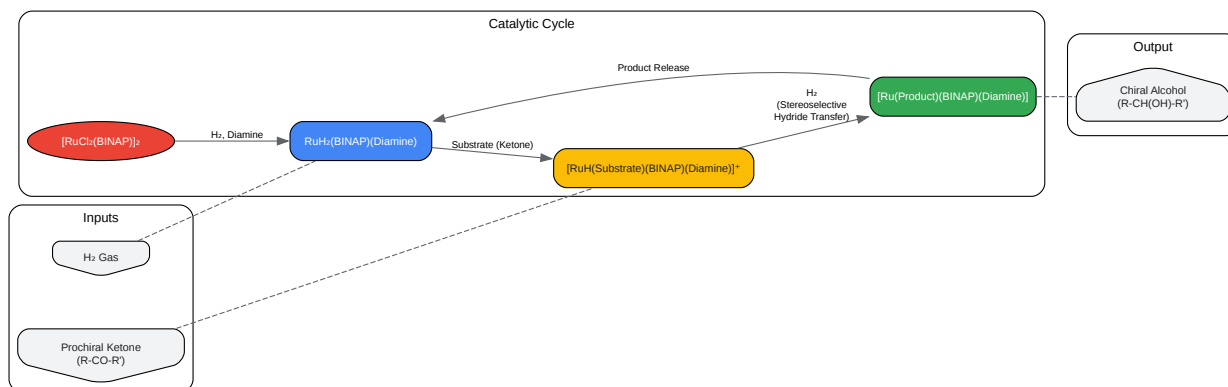 Catalytic Cycle
Output
Product Release
[RuCl₂(BINAP)]₂
H₂, Diamine
RuH₂(BINAP)(Diamine)
Substrate (Ketone)
[RuH(Substrate)(BINAP)(Diamine)]⁺
H₂
(Stereoselective
Hydride Transfer)
[Ru(Product)(BINAP)(Diamine)]
Chiral Alcohol
(R-CH(OH)-R')
Inputs
H₂ Gas
Prochiral Ketone
(R-CO-R')